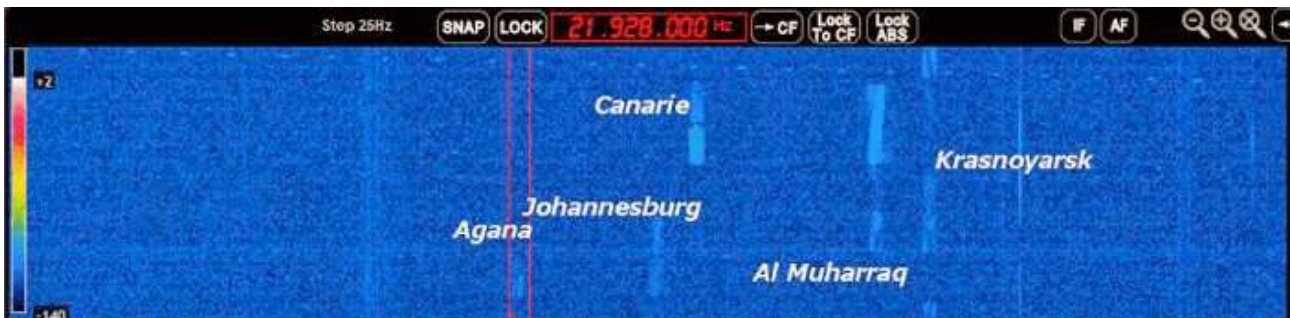 Step 25Hz SNAP LOCK 21.928.000 Hz →CF Lock To CF Lock ABS IF AF
+2
Canarie
Krasnoyarsk
Johannesburg
Agana
Al Muharraq
-140